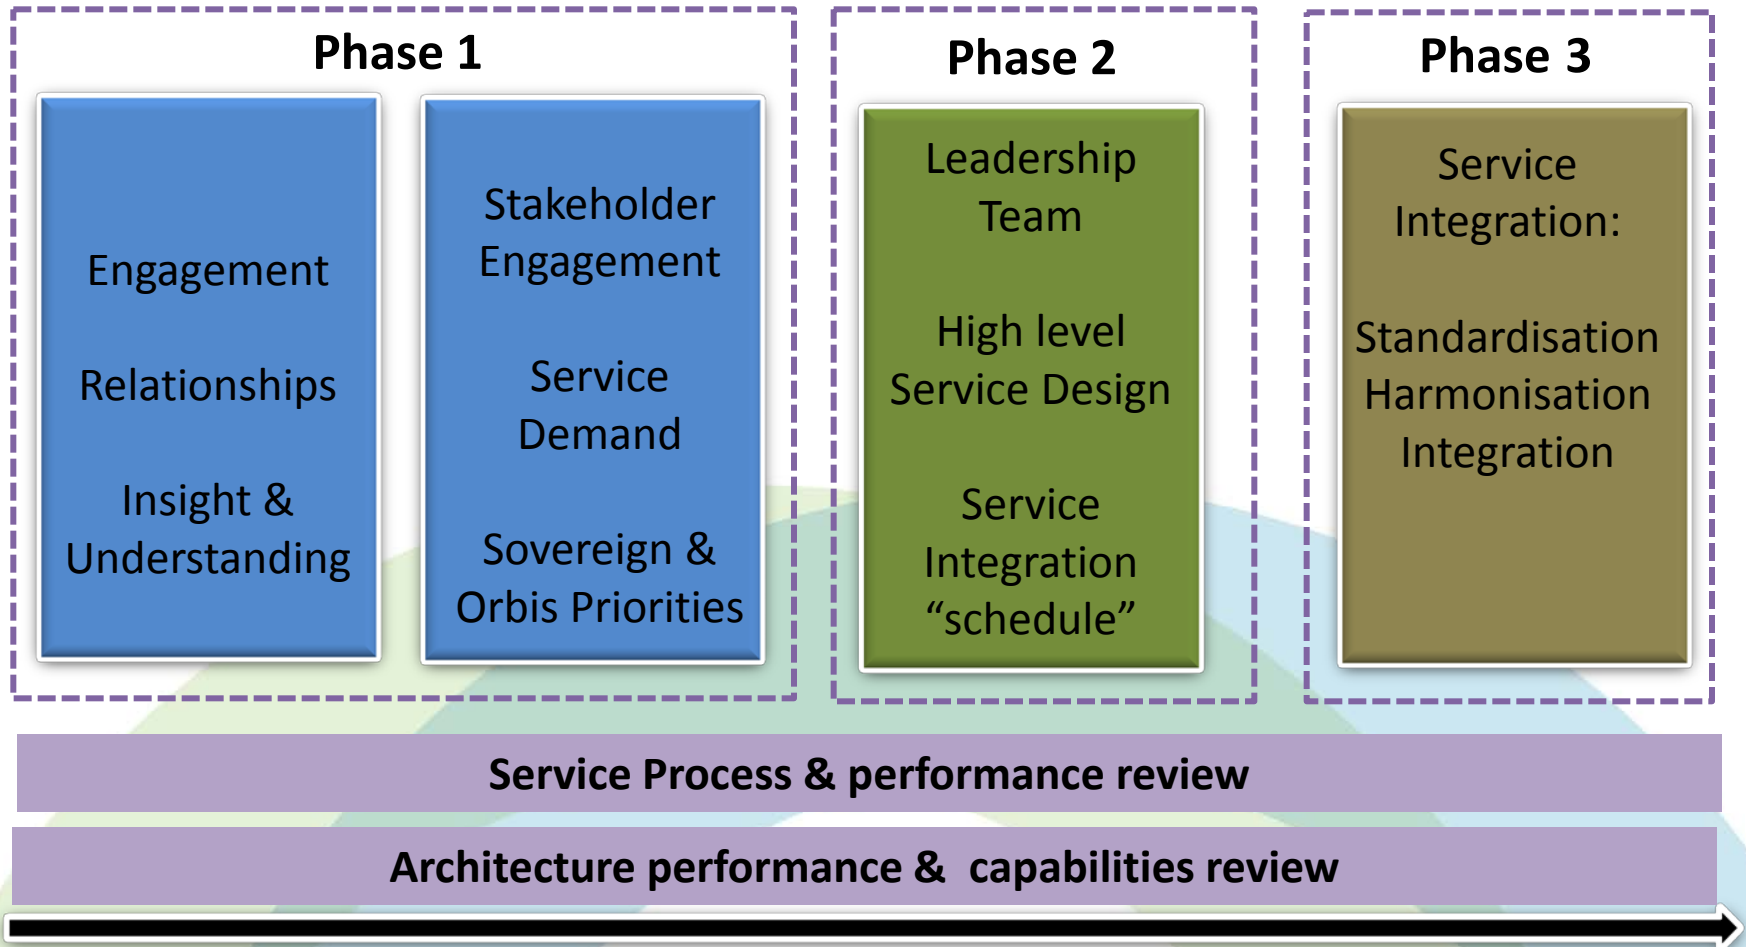 Phase 1
Engagement
Relationships
Insight &
Understanding
Stakeholder
Engagement
Service
Demand
Sovereign &
Orbis Priorities
Phase 2
Leadership
Team
High level
Service Design
Service
Integration
“schedule”
Phase 3
Service
Integration:
Standardisation
Harmonisation
Integration
Service Process & performance review
Architecture performance &  capabilities review